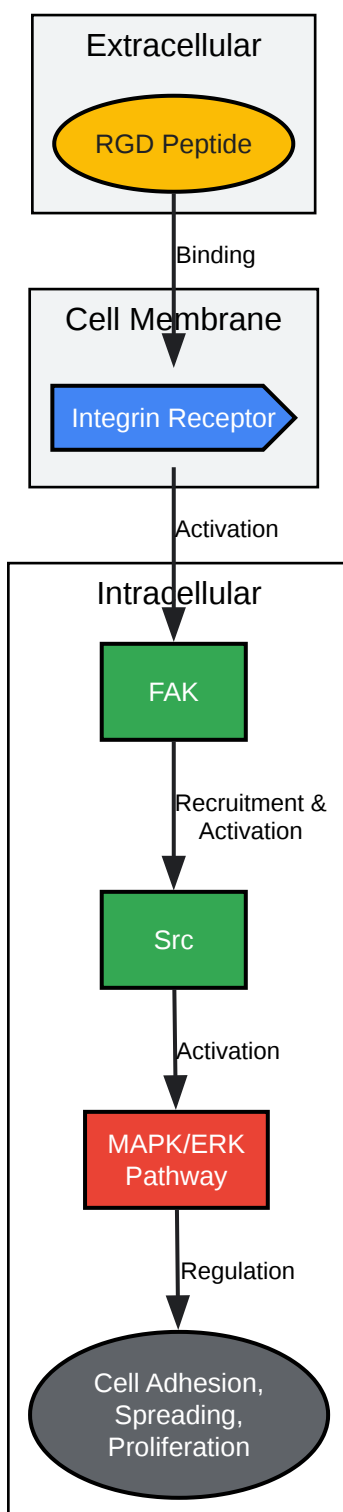 Extracellular
RGD Peptide
Binding
Cell Membrane
Integrin Receptor
Activation
Intracellular
FAK
Recruitment &
Activation
Src
Activation
MAPK/ERK
Pathway
Regulation
Cell Adhesion,
Spreading,
Proliferation